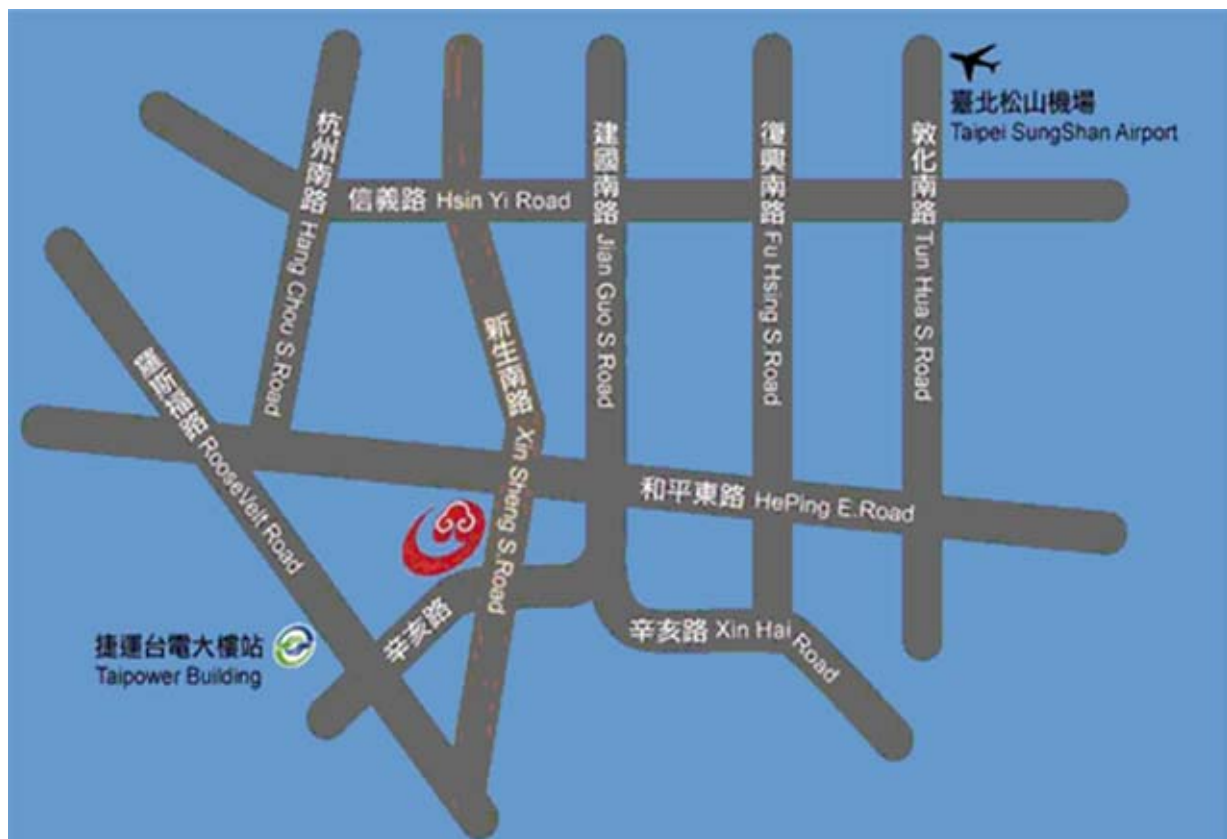 臺北松山機場
Taipei SungShan Airport
杭州南路 Hang Chou S.Road
新生南路 Xin Sheng S.Road
建國南路 Jian Guo S.Road
復興南路 Fu Hsing S.Road
敦化南路 Tun Hua S.Road
信義路 Hsin Yi Road
羅斯福路 RooseVelt Road
和平東路 HePing E.Road
辛亥路
辛亥路 Xin Hai Road
捷運台電大樓站
Taipower Building